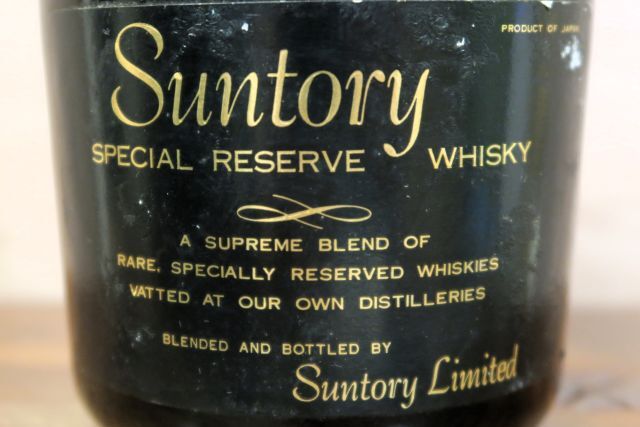 PRODUCT OF JAPAN
Suntory
SPECIAL RESERVE WHISKY
A SUPREME BLEND OF
RARE, SPECIALLY RESERVED WHISKIES
VATTED AT OUR OWN DISTILLERIES
BLENDED AND BOTTLED BY
Suntory Limited